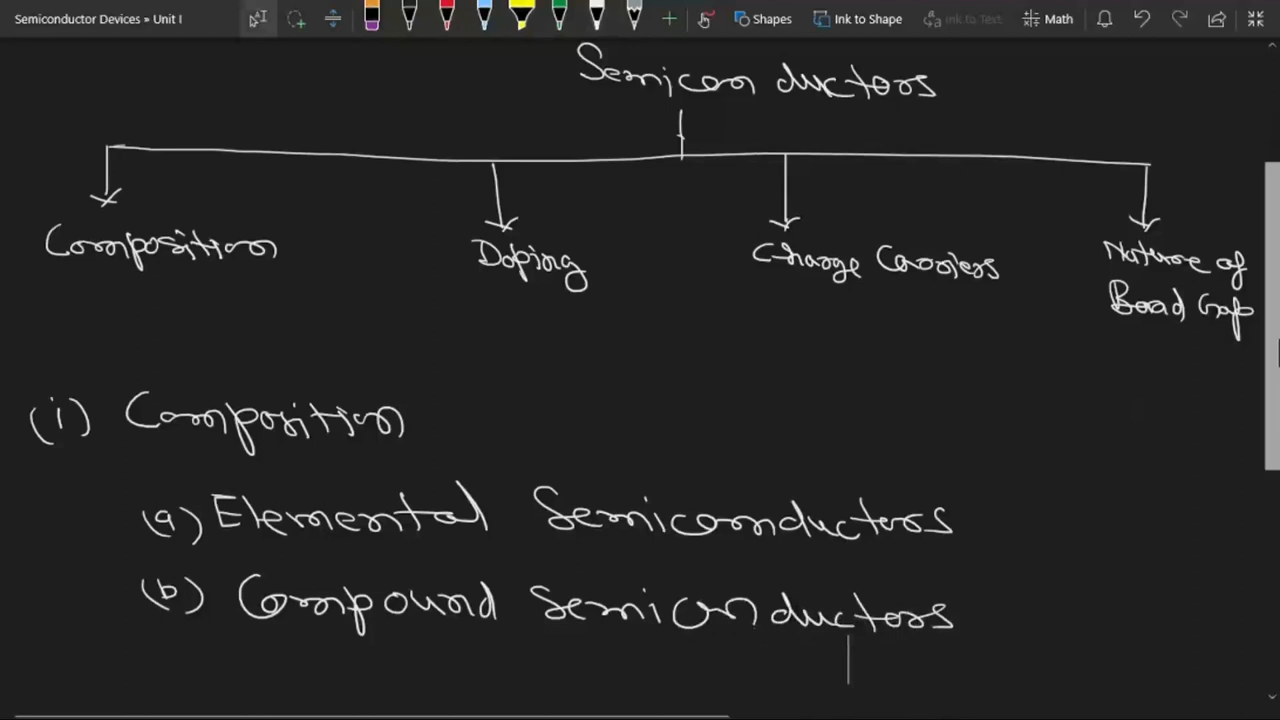 Semiconductor Devices » Unit I
Shapes
Ink to Shape
Ink to Text
Math
Semiconductors
Composition
Doping
Charge Carriers
Nature of
Band Gap
(i) Composition
(a) Elemental Semiconductors
(b) Compound Semiconductors